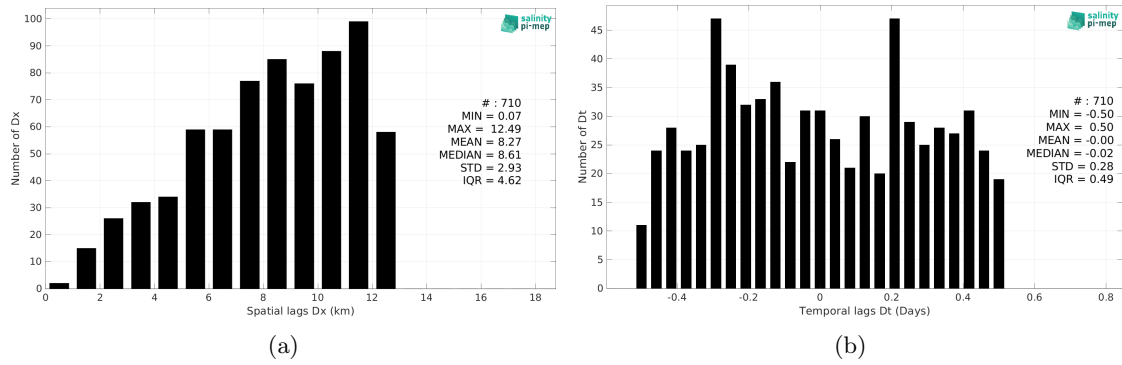 100
90
80
70
60
50
40
30
20
10
0
Number of Dx
0 2 4 6 8 10 12 14 16 18
Spatial lags Dx (km)
salinity
pi-mep
# : 710
MIN = 0.07
MAX = 12.49
MEAN = 8.27
MEDIAN = 8.61
STD = 2.93
IQR = 4.62
(a)
45
40
35
30
25
20
15
10
5
0
Number of Dt
-0.4 -0.2 0 0.2 0.4 0.6 0.8
Temporal lags Dt (Days)
salinity
pi-mep
# : 710
MIN = -0.50
MAX = 0.50
MEAN = -0.00
MEDIAN = -0.02
STD = 0.28
IQR = 0.49
(b)